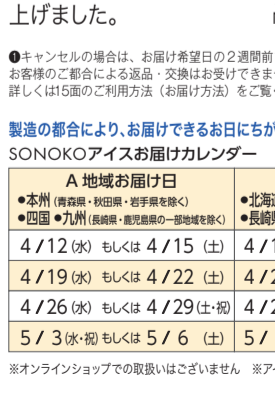 上げました。
❶キャンセルの場合は、お届け希望日の２週間前
お客様のご都合による返品・交換はお受けできま
詳しくは15面のご利用方法（お届け方法）をご覧
製造の都合により、お届けできるお日にちが
SONOKOアイスお届けカレンダー
A 地域お届け日
●本州（青森県・秋田県・岩手県を除く） ●北海道
●四国 ●九州（長崎県・鹿児島県の一部地域を除く） ●長崎県
4／12（水） もしくは 4／15（土） 4／1
4／19（水） もしくは 4／22（土） 4／2
4／26（水） もしくは 4／29（土・祝） 4／2
5／3（水・祝） もしくは 5／6（土） 5／
※オンラインショップでの取扱いはございません ※ア